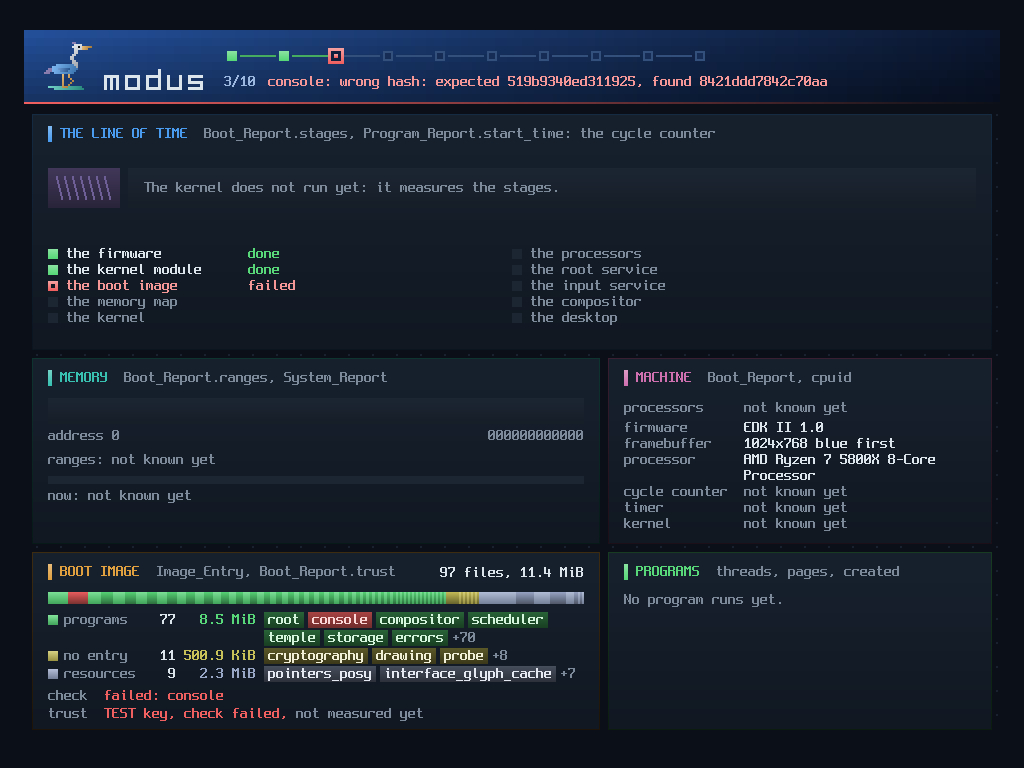 modus
3/10 console: wrong hash: expected 519b9340ed311925, found 8421ddd7842c70aa
THE LINE OF TIME Boot_Report.stages, Program_Report.start_time: the cycle counter
The kernel does not run yet: it measures the stages.
the firmware done
the kernel module done
the boot image failed
the memory map
the kernel
the processors
the root service
the input service
the compositor
the desktop
MEMORY Boot_Report.ranges, System_Report
address 0 000000000000
ranges: not known yet
now: not known yet
MACHINE Boot_Report, cpuid
processors not known yet
firmware EDK II 1.0
framebuffer 1024x768 blue first
processor AMD Ryzen 7 5800X 8-Core
Processor
cycle counter not known yet
timer not known yet
kernel not known yet
BOOT IMAGE Image_Entry, Boot_Report.trust 97 files, 11.4 MiB
programs 77 8.5 MiB root console compositor scheduler
temple storage errors +70
no entry 11 500.9 KiB cryptography drawing probe +8
resources 9 2.3 MiB pointers_posy interface_glyph_cache +7
check failed: console
trust TEST key, check failed, not measured yet
PROGRAMS threads, pages, created
No program runs yet.